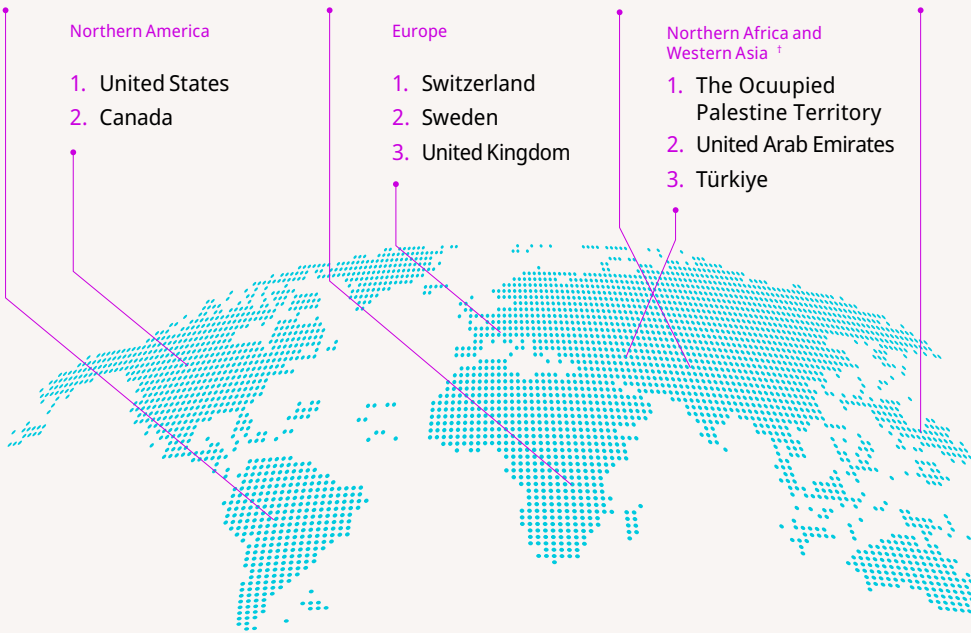 Northern America
1. United States
2. Canada
Europe
1. Switzerland
2. Sweden
3. United Kingdom
Northern Africa and
Western Asia †
1. The Ocuupied
Palestine Territory
2. United Arab Emirates
3. Türkiye